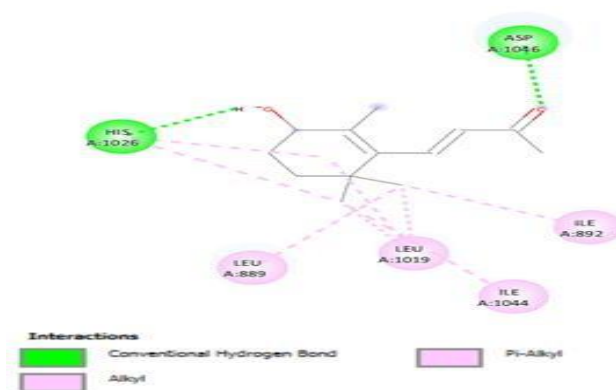 ASP
A:1046
H
O
O
HIS
A:1026
ILE
A:892
LEU
A:889
LEU
A:1019
ILE
A:1044
Interactions
Conventional Hydrogen Bond
Pi-Alkyl
Alkyl